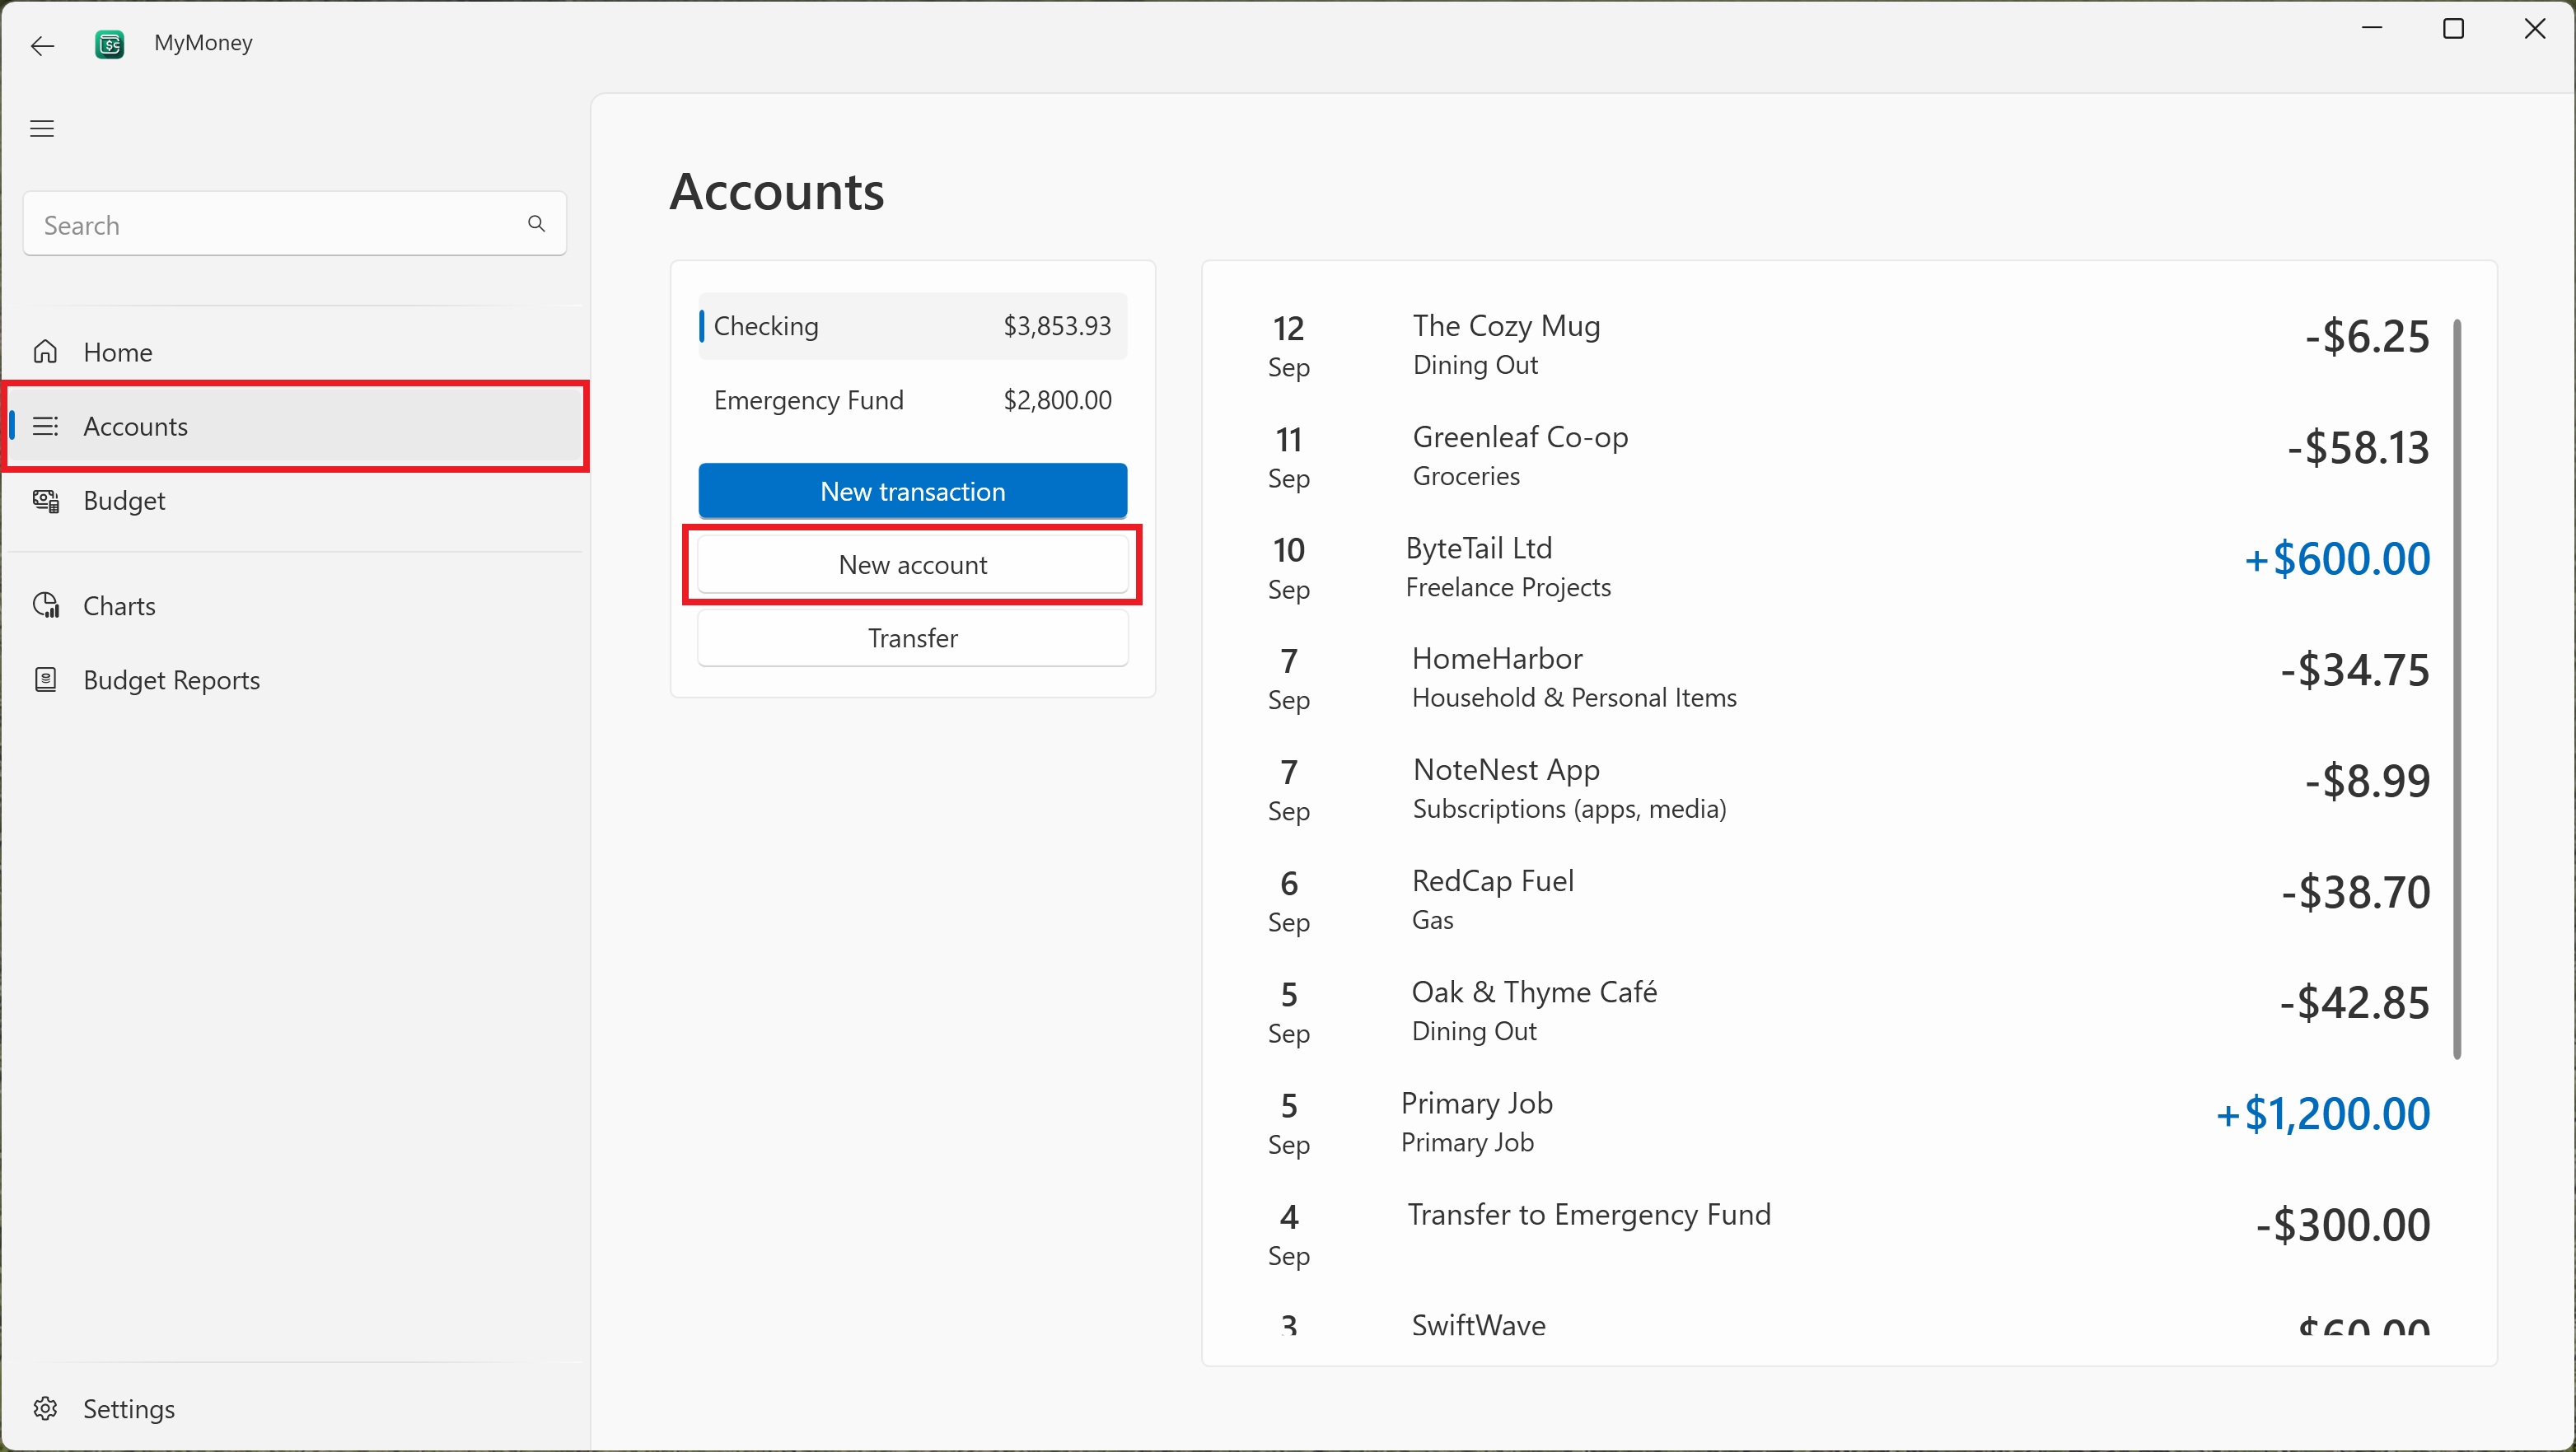 MyMoney
Search
Home
Accounts
Budget
Charts
Budget Reports
Settings
Accounts
Checking $3,853.93
Emergency Fund $2,800.00
New transaction
New account
Transfer
12 The Cozy Mug -$6.25
Sep Dining Out
11 Greenleaf Co-op -$58.13
Sep Groceries
10 ByteTail Ltd +$600.00
Sep Freelance Projects
7 HomeHarbor -$34.75
Sep Household & Personal Items
7 NoteNest App -$8.99
Sep Subscriptions (apps, media)
6 RedCap Fuel -$38.70
Sep Gas
5 Oak & Thyme Café -$42.85
Sep Dining Out
5 Primary Job +$1,200.00
Sep Primary Job
4 Transfer to Emergency Fund -$300.00
Sep
3 SwiftWave